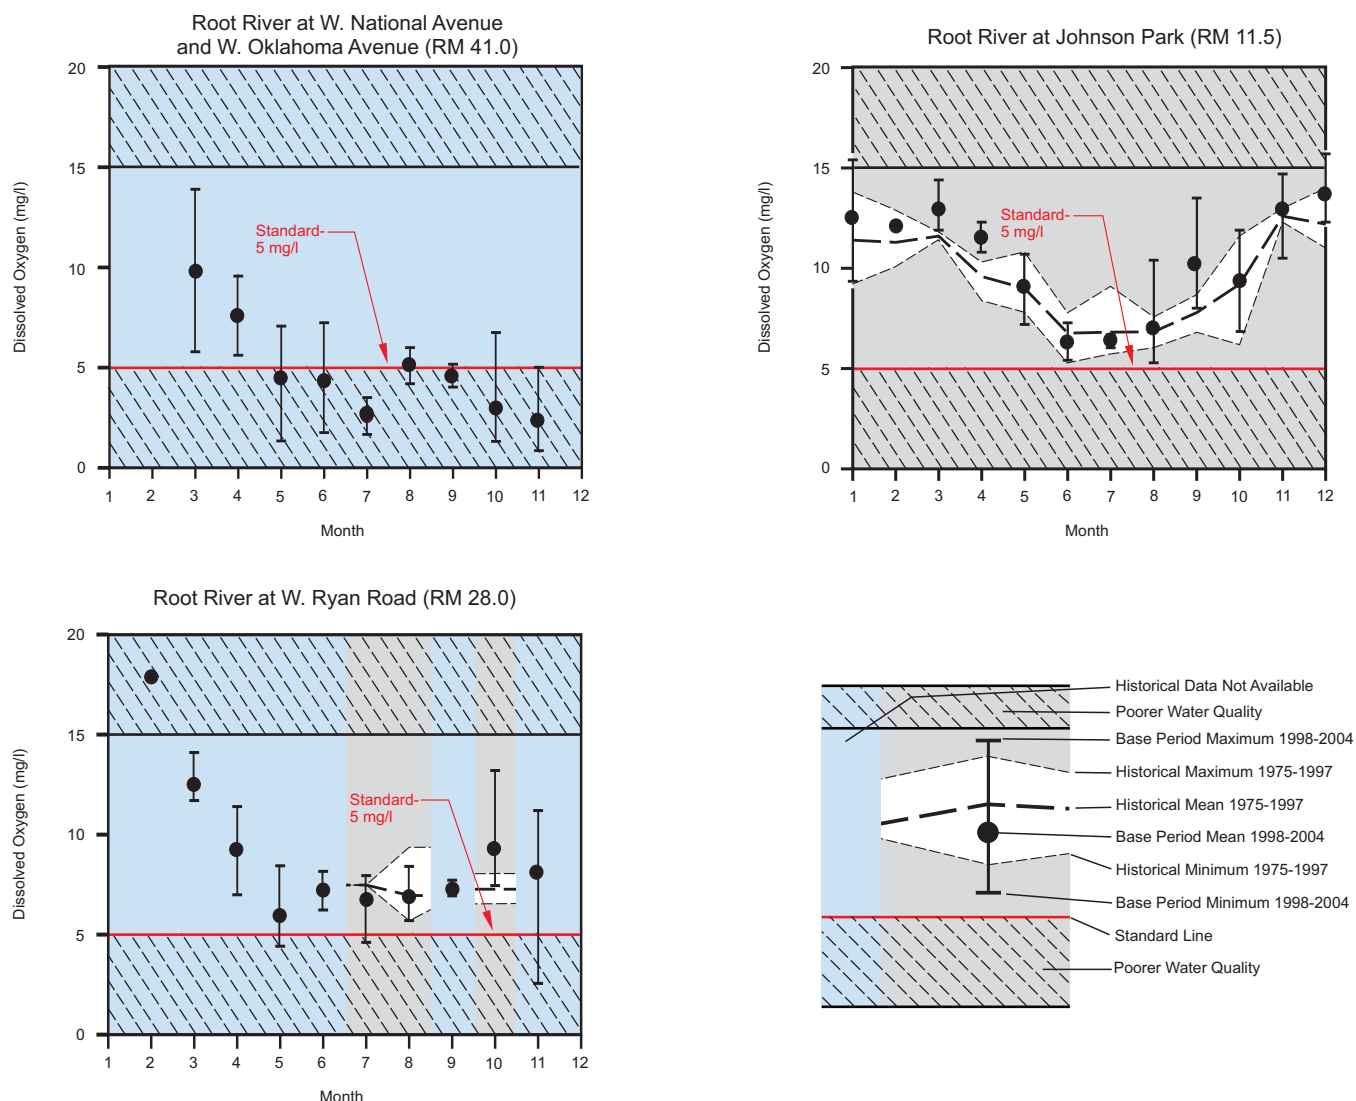 Root River at W. National Avenue
and W. Oklahoma Avenue (RM 41.0)
20
15
10
5
0
Dissolved Oxygen (mg/l)
Standard-
5 mg/l
1 2 3 4 5 6 7 8 9 10 11 12
Month
Root River at Johnson Park (RM 11.5)
20
15
10
5
0
Dissolved Oxygen (mg/l)
Standard-
5 mg/l
1 2 3 4 5 6 7 8 9 10 11 12
Month
Root River at W. Ryan Road (RM 28.0)
20
15
10
5
0
Dissolved Oxygen (mg/l)
Standard-
5 mg/l
1 2 3 4 5 6 7 8 9 10 11 12
Month
Historical Data Not Available
Poorer Water Quality
Base Period Maximum 1998-2004
Historical Maximum 1975-1997
Historical Mean 1975-1997
Base Period Mean 1998-2004
Historical Minimum 1975-1997
Base Period Minimum 1998-2004
Standard Line
Poorer Water Quality